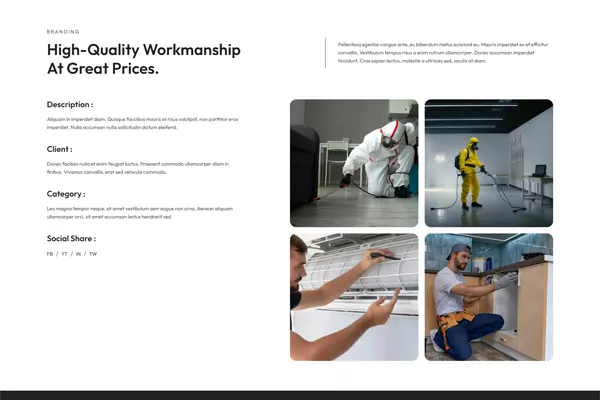 BRANDING
High-Quality Workmanship
At Great Prices.
Pellentesq egestas congue ante, eu bibendum metus euismod eu. Mauris imperdiet ex et efficitur
convallis. Vestibulum tempus risus a enim rutrum ullamcorper. Donec accumsan imperdiet
tincidunt. Cras sapien lectus, molestie a ultricies sed, iaculis at diam.
Description :
Aliquam in imperdiet diam. Quisque faucibus mauris et risus volutpat, non porttitor eros
imperdiet. Nulla accumsan nulla sollicitudin dictum eleifend.
Client :
Donec facilisis nulla et enim feugiat luctus. Praesent commodo ullamcorper diam in
finibus. Vivamus convallis, erat sed vehicula commodo.
Category :
Leo magna tempor neque, sit amet vestibulum sem augue non urna. Aenean aliquam
ullamcorper orci, sit amet accumsan lectus hendrerit sed.
Social Share :
FB / YT / IN / TW